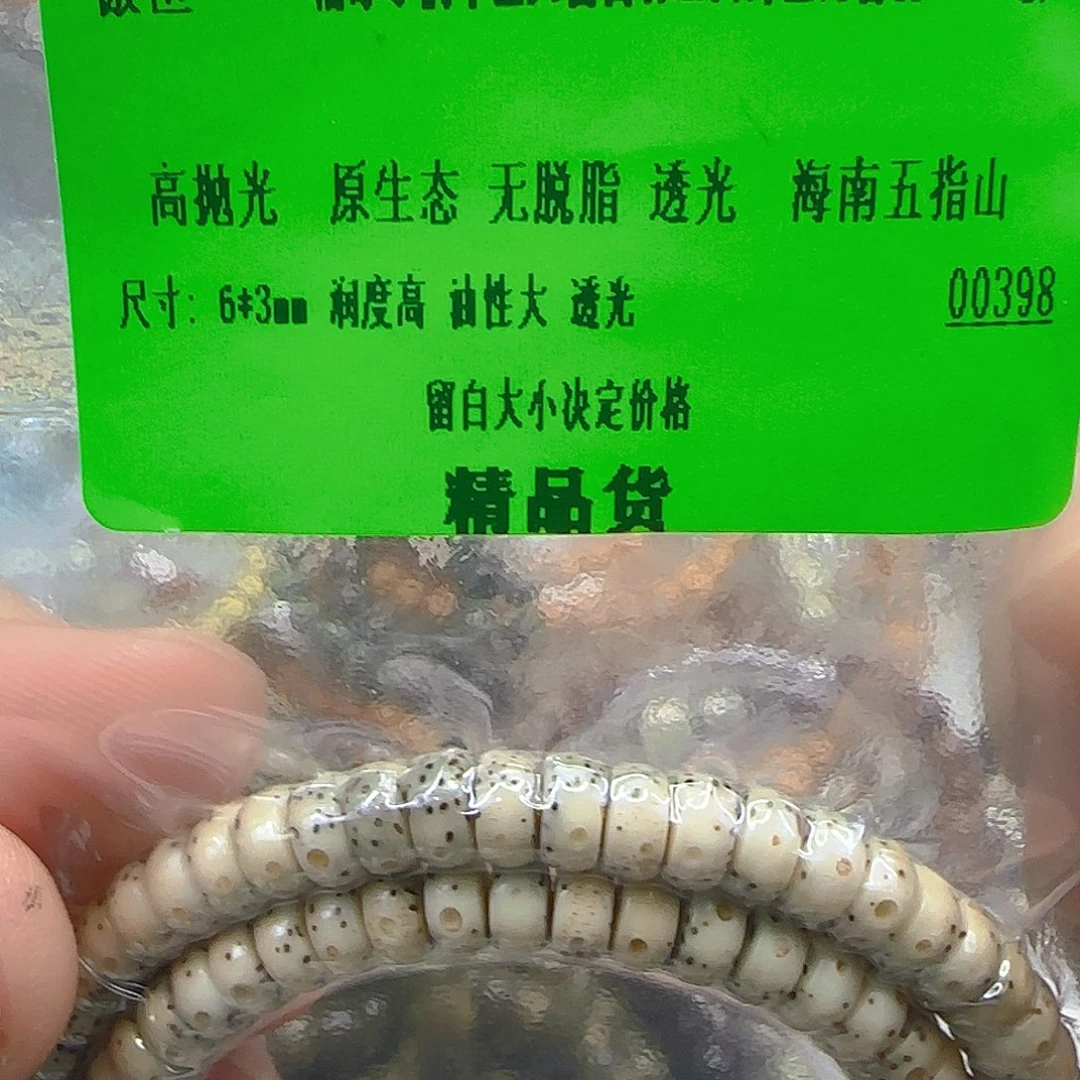 高抛光 原生态 无脱脂 透光 海南五指山
尺寸: 6*3mm 润度高 油性大 透光 00398
留白大小决定价格
精品货